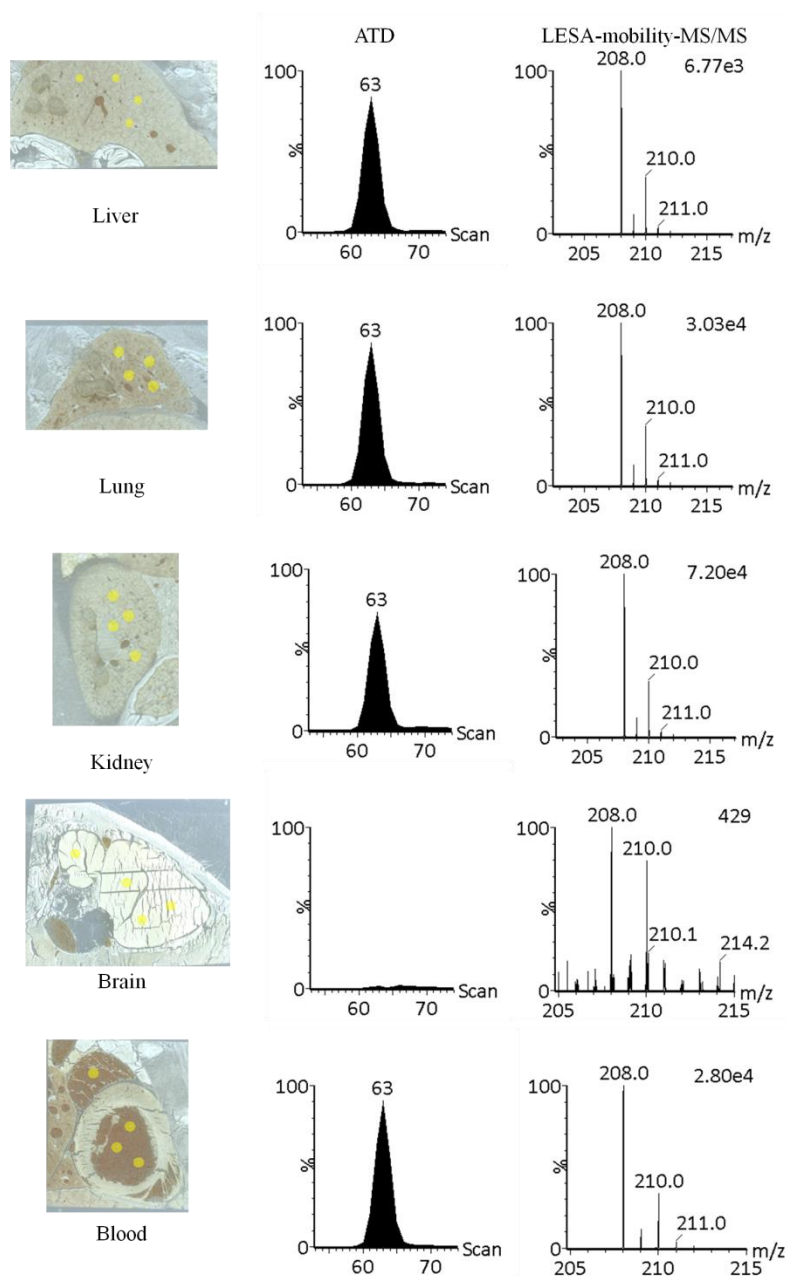 ATD LESA-mobility-MS/MS
Liver
100
%
0
63
60 70 Scan
100
%
0
208.0
6.77e3
210.0
211.0
205 210 215 m/z
Lung
100
%
0
63
60 70 Scan
100
%
0
208.0
3.03e4
210.0
211.0
205 210 215 m/z
Kidney
100
%
0
63
60 70 Scan
100
%
0
208.0
7.20e4
210.0
211.0
205 210 215 m/z
Brain
100
%
0
60 70 Scan
100
%
0
208.0
429
210.0
210.1
214.2
205 210 215 m/z
Blood
100
%
0
63
60 70 Scan
100
%
0
208.0
2.80e4
210.0
211.0
205 210 215 m/z